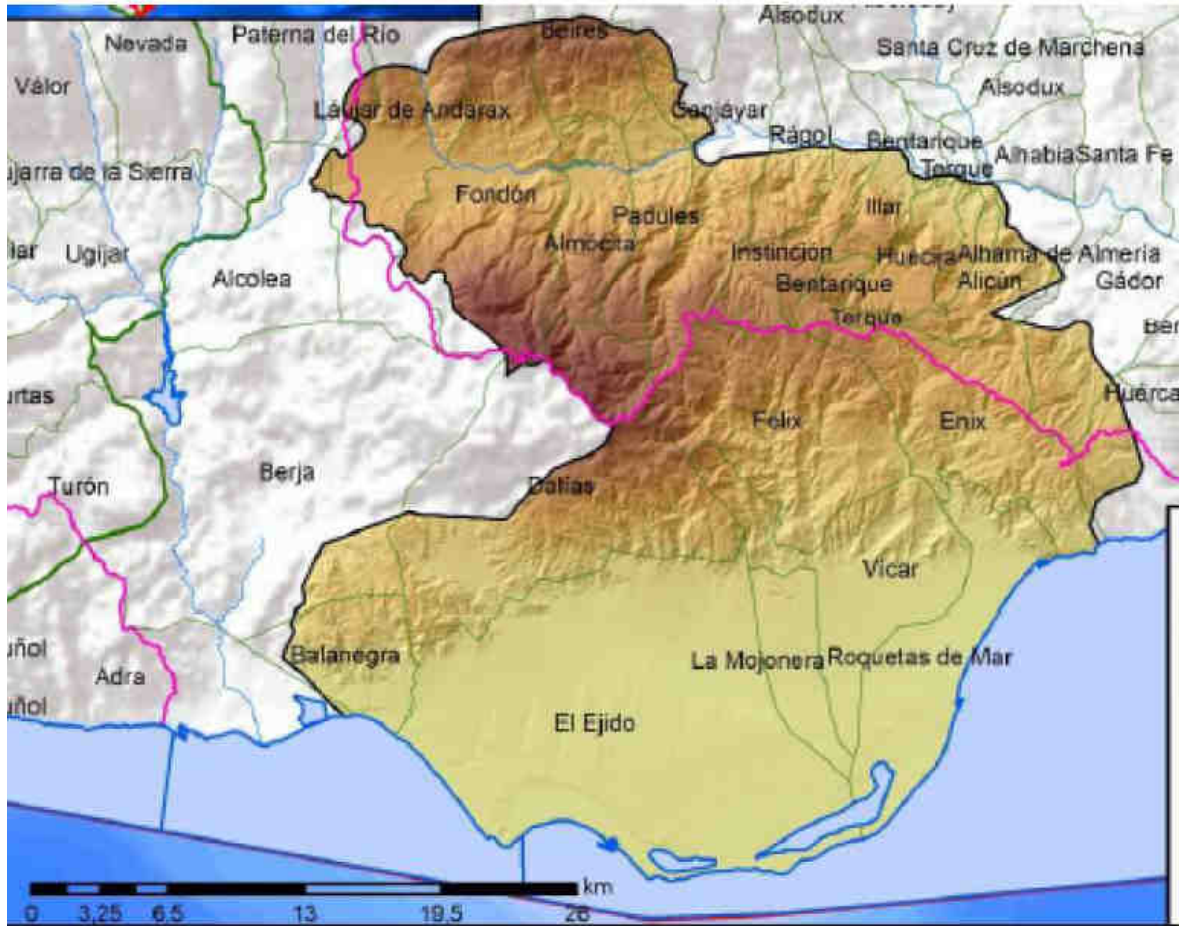 Alsodux
Nevada
Paterna del Río
Beires
Santa Cruz de Marchena
Válor
Alsodux
Laujar de Andarax
Canjáyar
Rágol
Bentarique
Terque
Alhabia
Santa Fe
ujarra de la Sierra
Fondón
Padules
Illar
Almócita
Instinción
Huécija
Alhama de Almería
Ugíjar
Alcolea
Bentarique
Alicún
Gádor
Terque
Huérca
Felix
Enix
Berja
Dalías
Turón
Vícar
Balanegra
La Mojonera
Roquetas de Mar
Adra
El Ejido
km
0
3,25
6,5
13
19,5
26